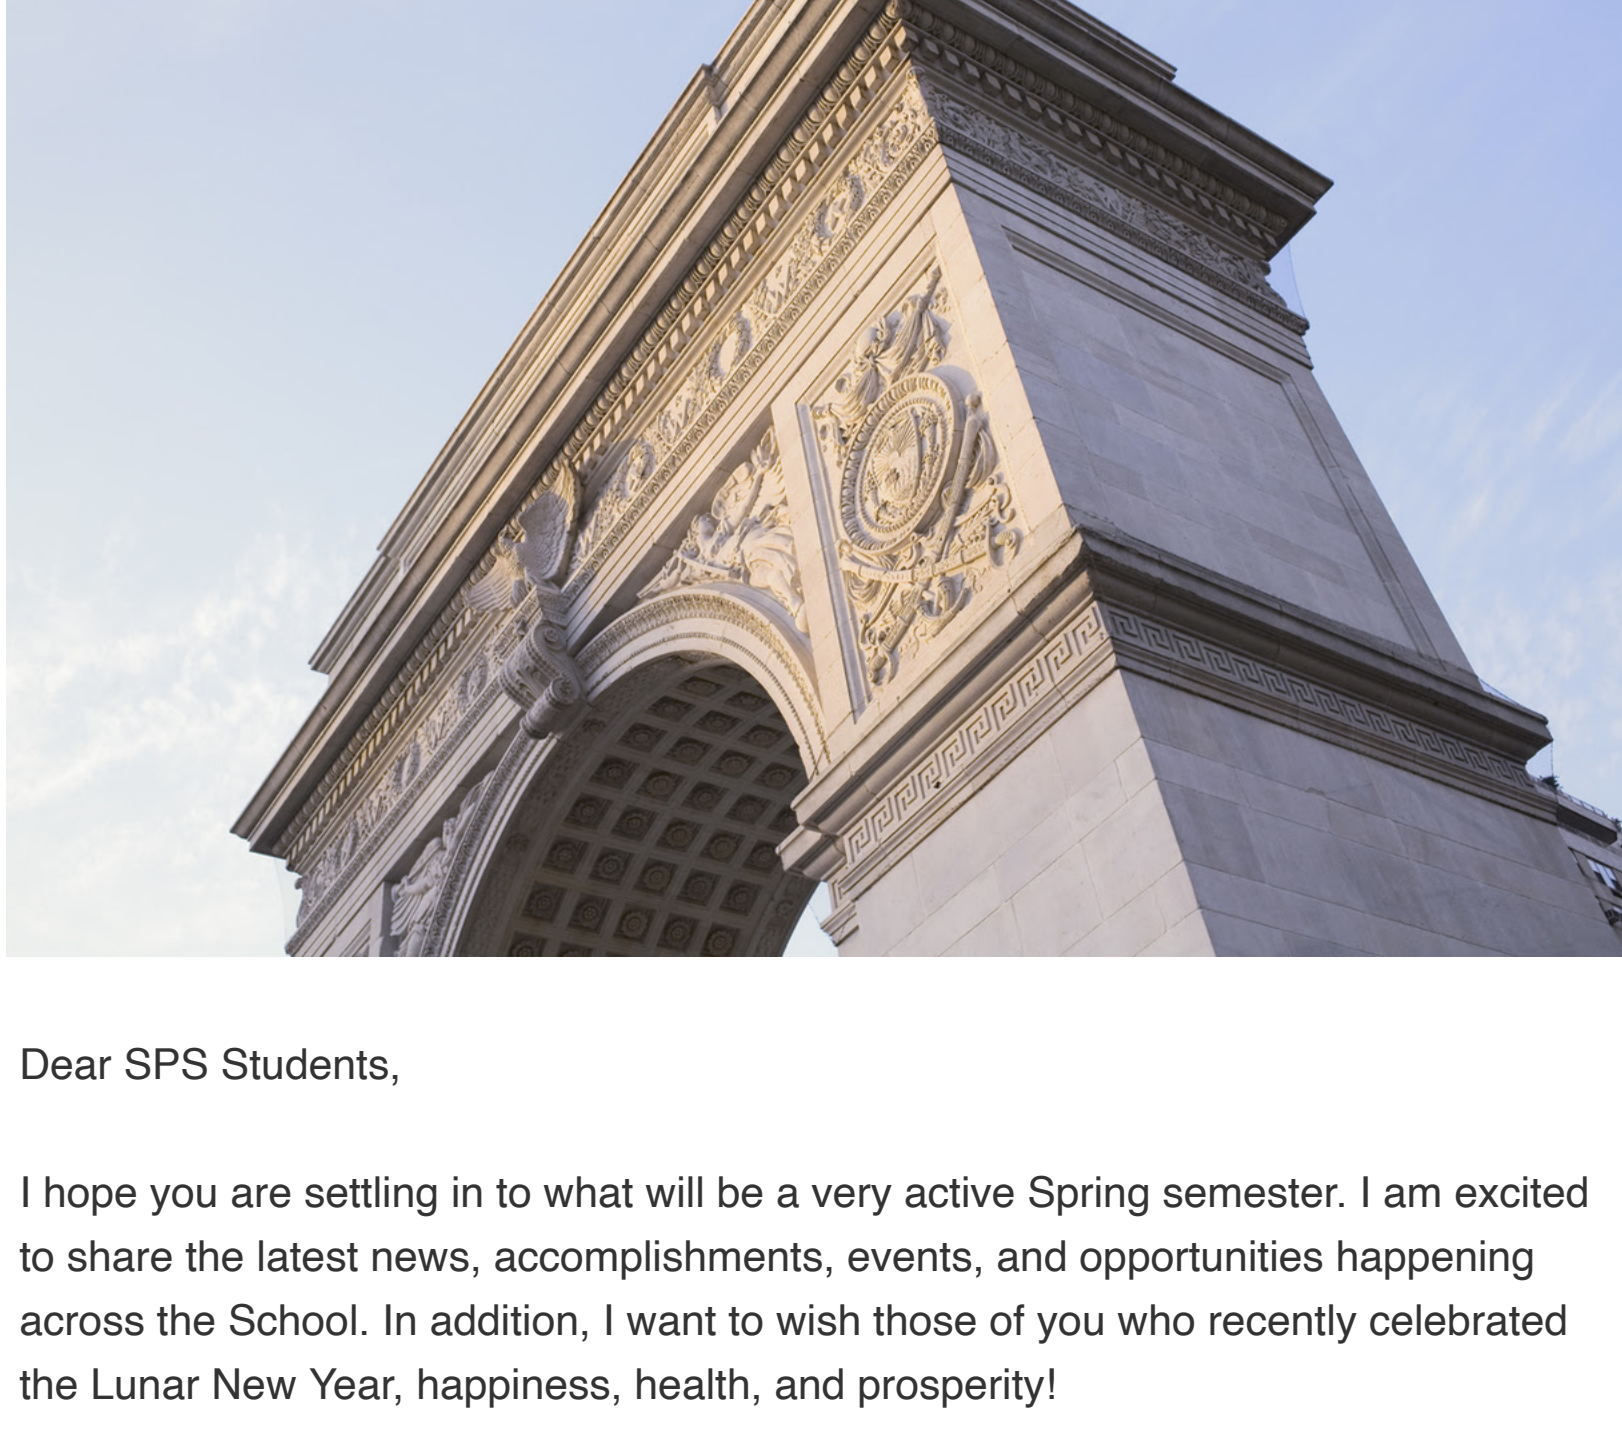 Dear SPS Students,
I hope you are settling in to what will be a very active Spring semester. I am excited
to share the latest news, accomplishments, events, and opportunities happening
across the School. In addition, I want to wish those of you who recently celebrated
the Lunar New Year, happiness, health, and prosperity!